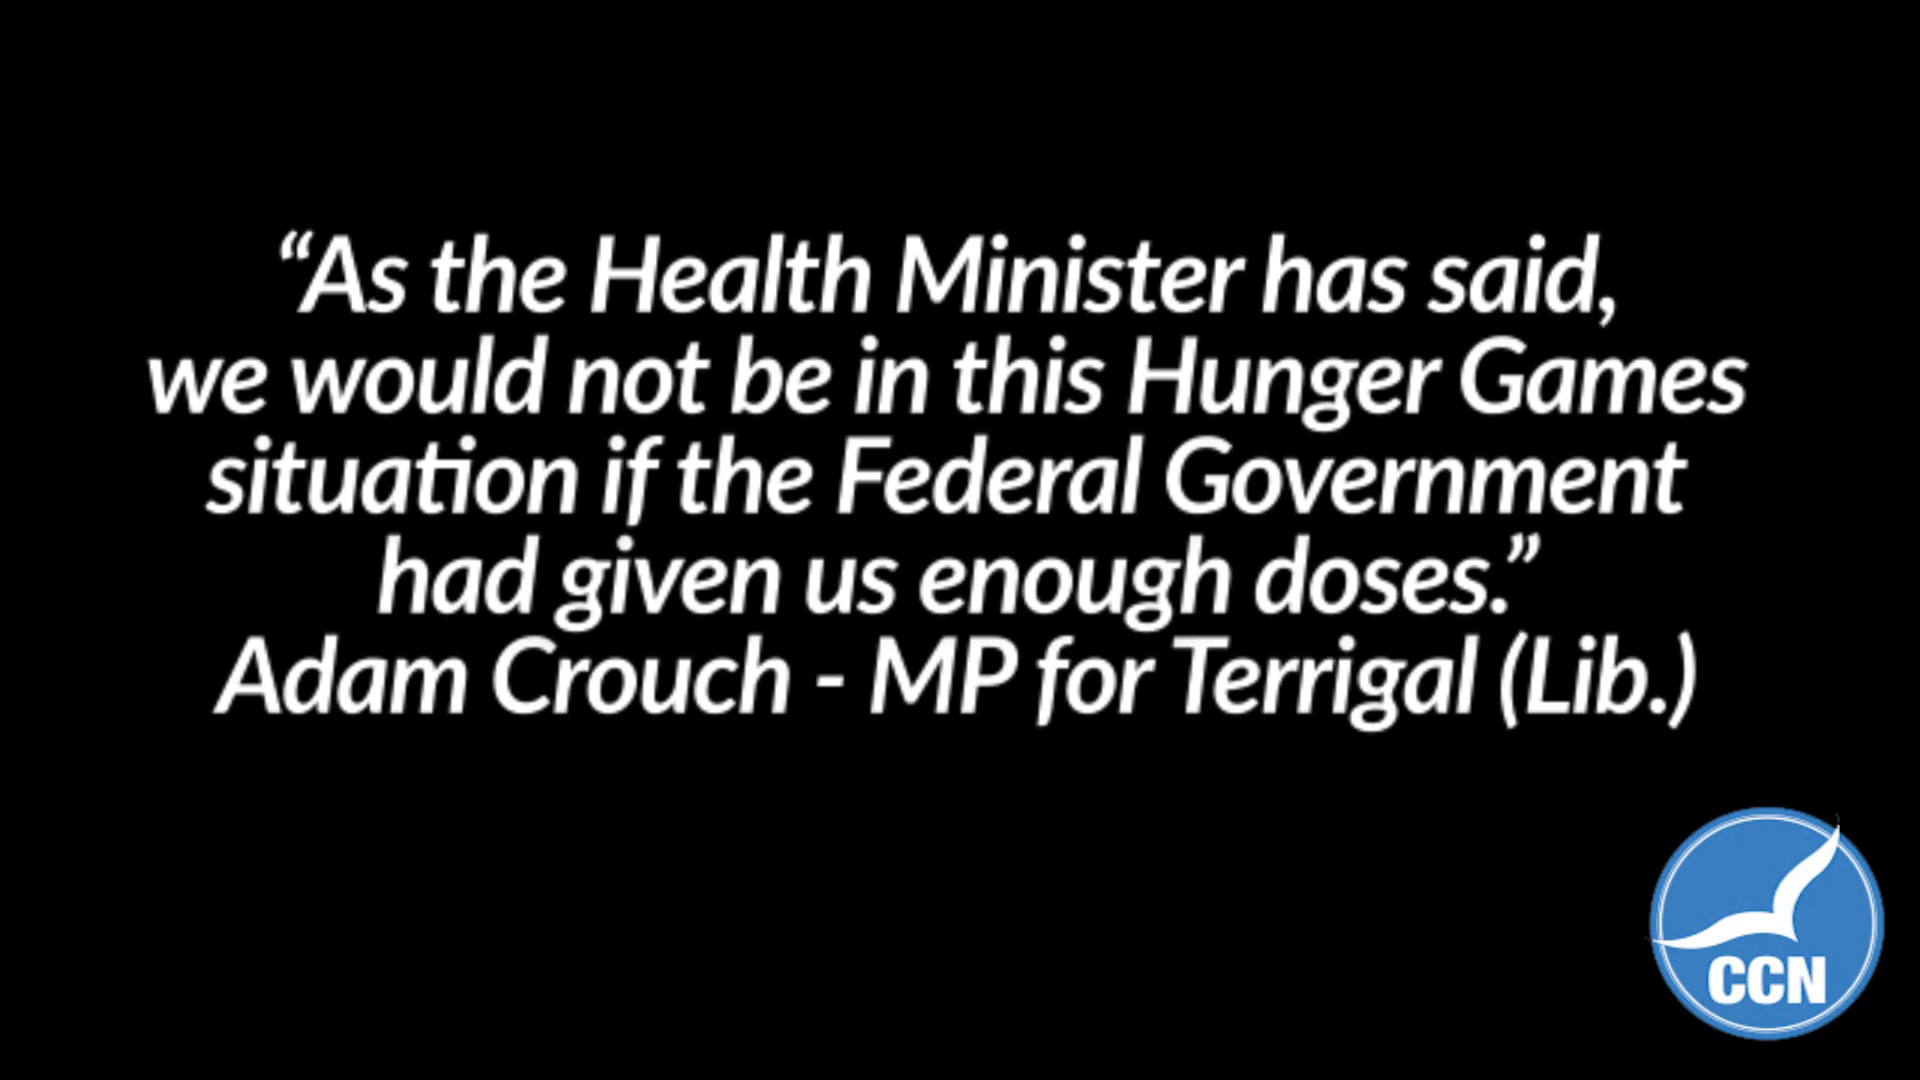 “As the Health Minister has said,
we would not be in this Hunger Games
situation if the Federal Government
had given us enough doses.”
Adam Crouch - MP for Terrigal (Lib.)
CCN